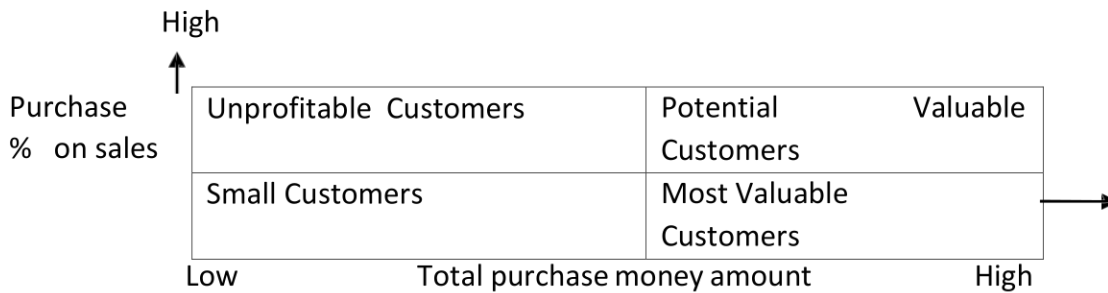 High
Purchase
% on sales
Unprofitable Customers
Potential Valuable
Customers
Small Customers
Most Valuable
Customers
Low Total purchase money amount High